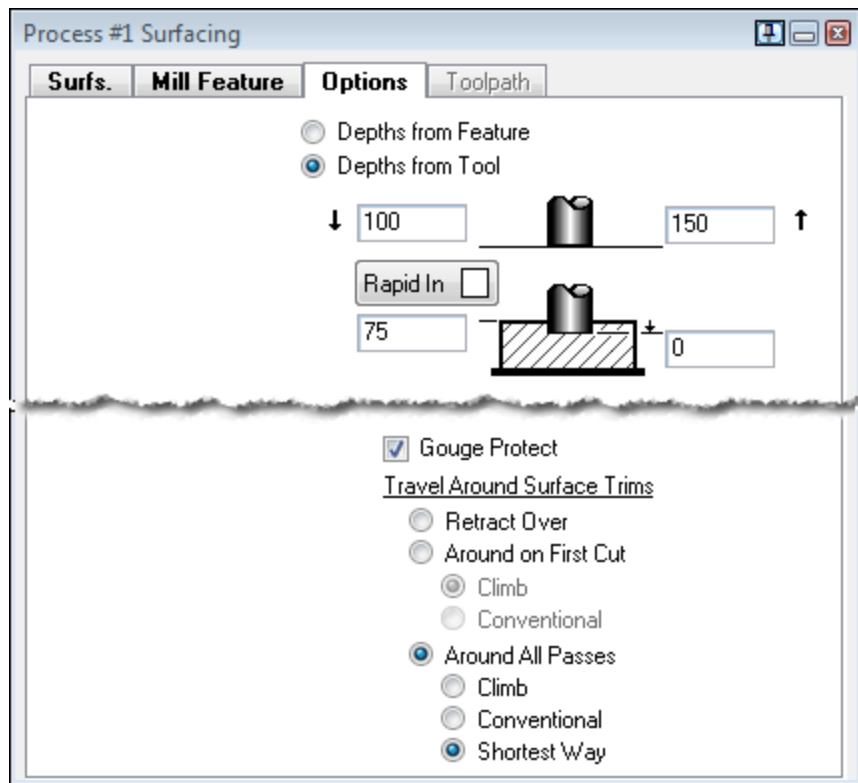 Process #1 Surfacing
Surfs. Mill Feature Options Toolpath
Depths from Feature
Depths from Tool
100 150
Rapid In
75
0
Gouge Protect
Travel Around Surface Trims
Retract Over
Around on First Cut
Climb
Conventional
Around All Passes
Climb
Conventional
Shortest Way